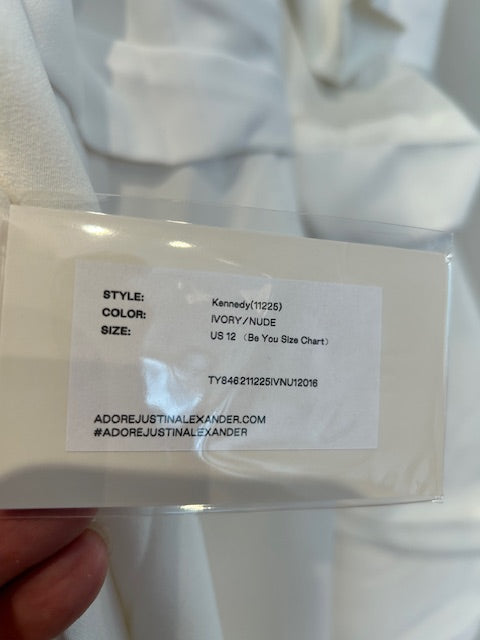 STYLE: Kennedy(11225)
COLOR: IVORY/NUDE
SIZE: US 12 (Be You Size Chart)
TY846211225IVNU12016
ADOREJUSTINALEXANDER.COM
#ADOREJUSTINALEXANDER